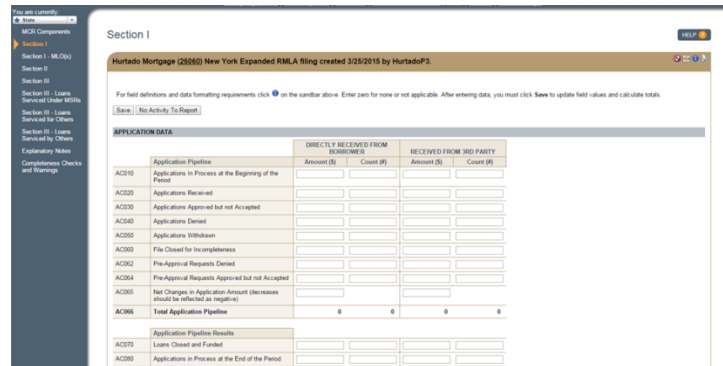 You are currently:
State
MCR Components
Section I
Section I - MLO(s)
Section II
Section III
Section III - Loans
Serviced Under MSRs
Section III - Loans
Serviced for Others
Section III - Loans
Serviced by Others
Explanatory Notes
Completeness Checks
and Warnings
Section I
HELP
Hurtado Mortgage (26060) New York Expanded RMLA filing created 3/25/2015 by HurtadoP3.
For field definitions and data formatting requirements click on the sandbar above. Enter zero for none or not applicable. After entering data, you must click Save to update field values and calculate totals.
Save No Activity To Report
APPLICATION DATA
DIRECTLY RECEIVED FROM
BORROWER RECEIVED FROM 3RD PARTY
Application Pipeline Amount ($) Count (#) Amount ($) Count (#)
AC010 Applications In Process at the Beginning of the
Period
AC020 Applications Received
AC030 Applications Approved but not Accepted
AC040 Applications Denied
AC050 Applications Withdrawn
AC060 File Closed for Incompleteness
AC062 Pre-Approval Requests Denied
AC064 Pre-Approval Requests Approved but not Accepted
AC065 Net Changes in Application Amount (decreases
should be reflected as negative)
AC066 Total Application Pipeline 0 0 0 0
Application Pipeline Results
AC070 Loans Closed and Funded
AC080 Applications in Process at the End of the Period